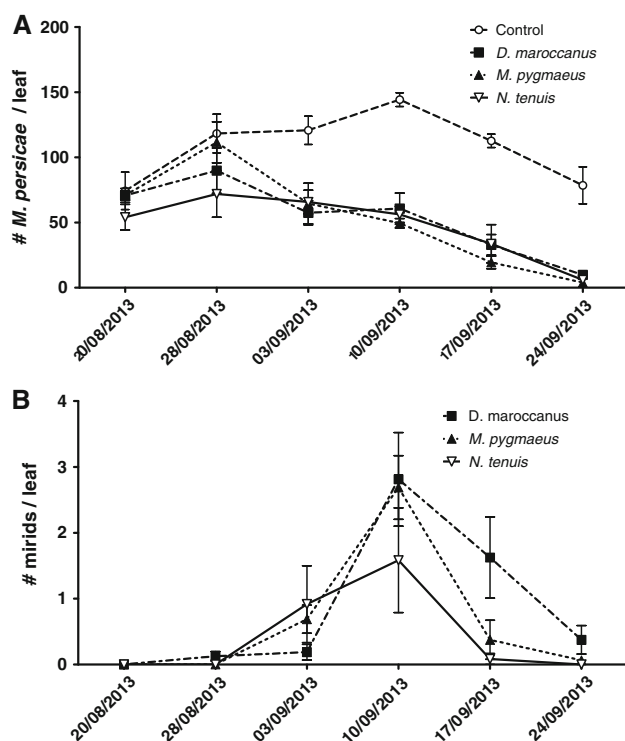 A
# M. persicae / leaf
200
150
100
50
0
Control
D. maroccanus
M. pygmaeus
N. tenuis
20/08/2013
28/08/2013
03/09/2013
10/09/2013
17/09/2013
24/09/2013
B
# mirids / leaf
4
3
2
1
0
D. maroccanus
M. pygmaeus
N. tenuis
20/08/2013
28/08/2013
03/09/2013
10/09/2013
17/09/2013
24/09/2013